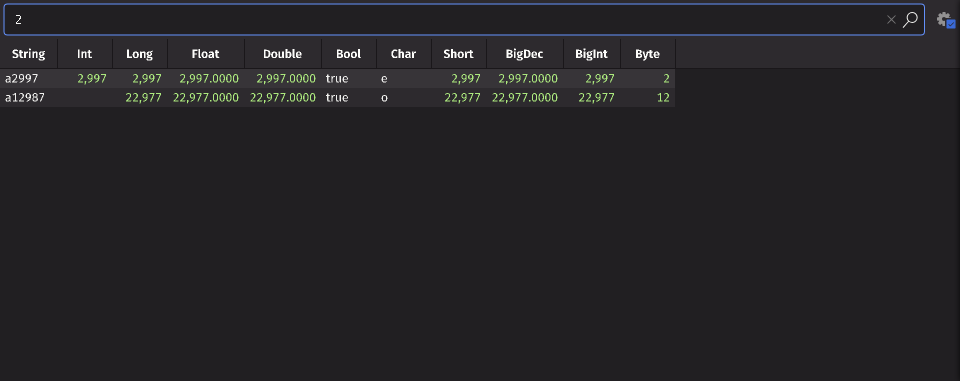 2
String Int Long Float Double Bool Char Short BigDec BigInt Byte
a2997 2,997 2,997 2,997.0000 2,997.0000 true e 2,997 2,997.0000 2,997 2
a12987 22,977 22,977.0000 22,977.0000 true o 22,977 22,977.0000 22,977 12